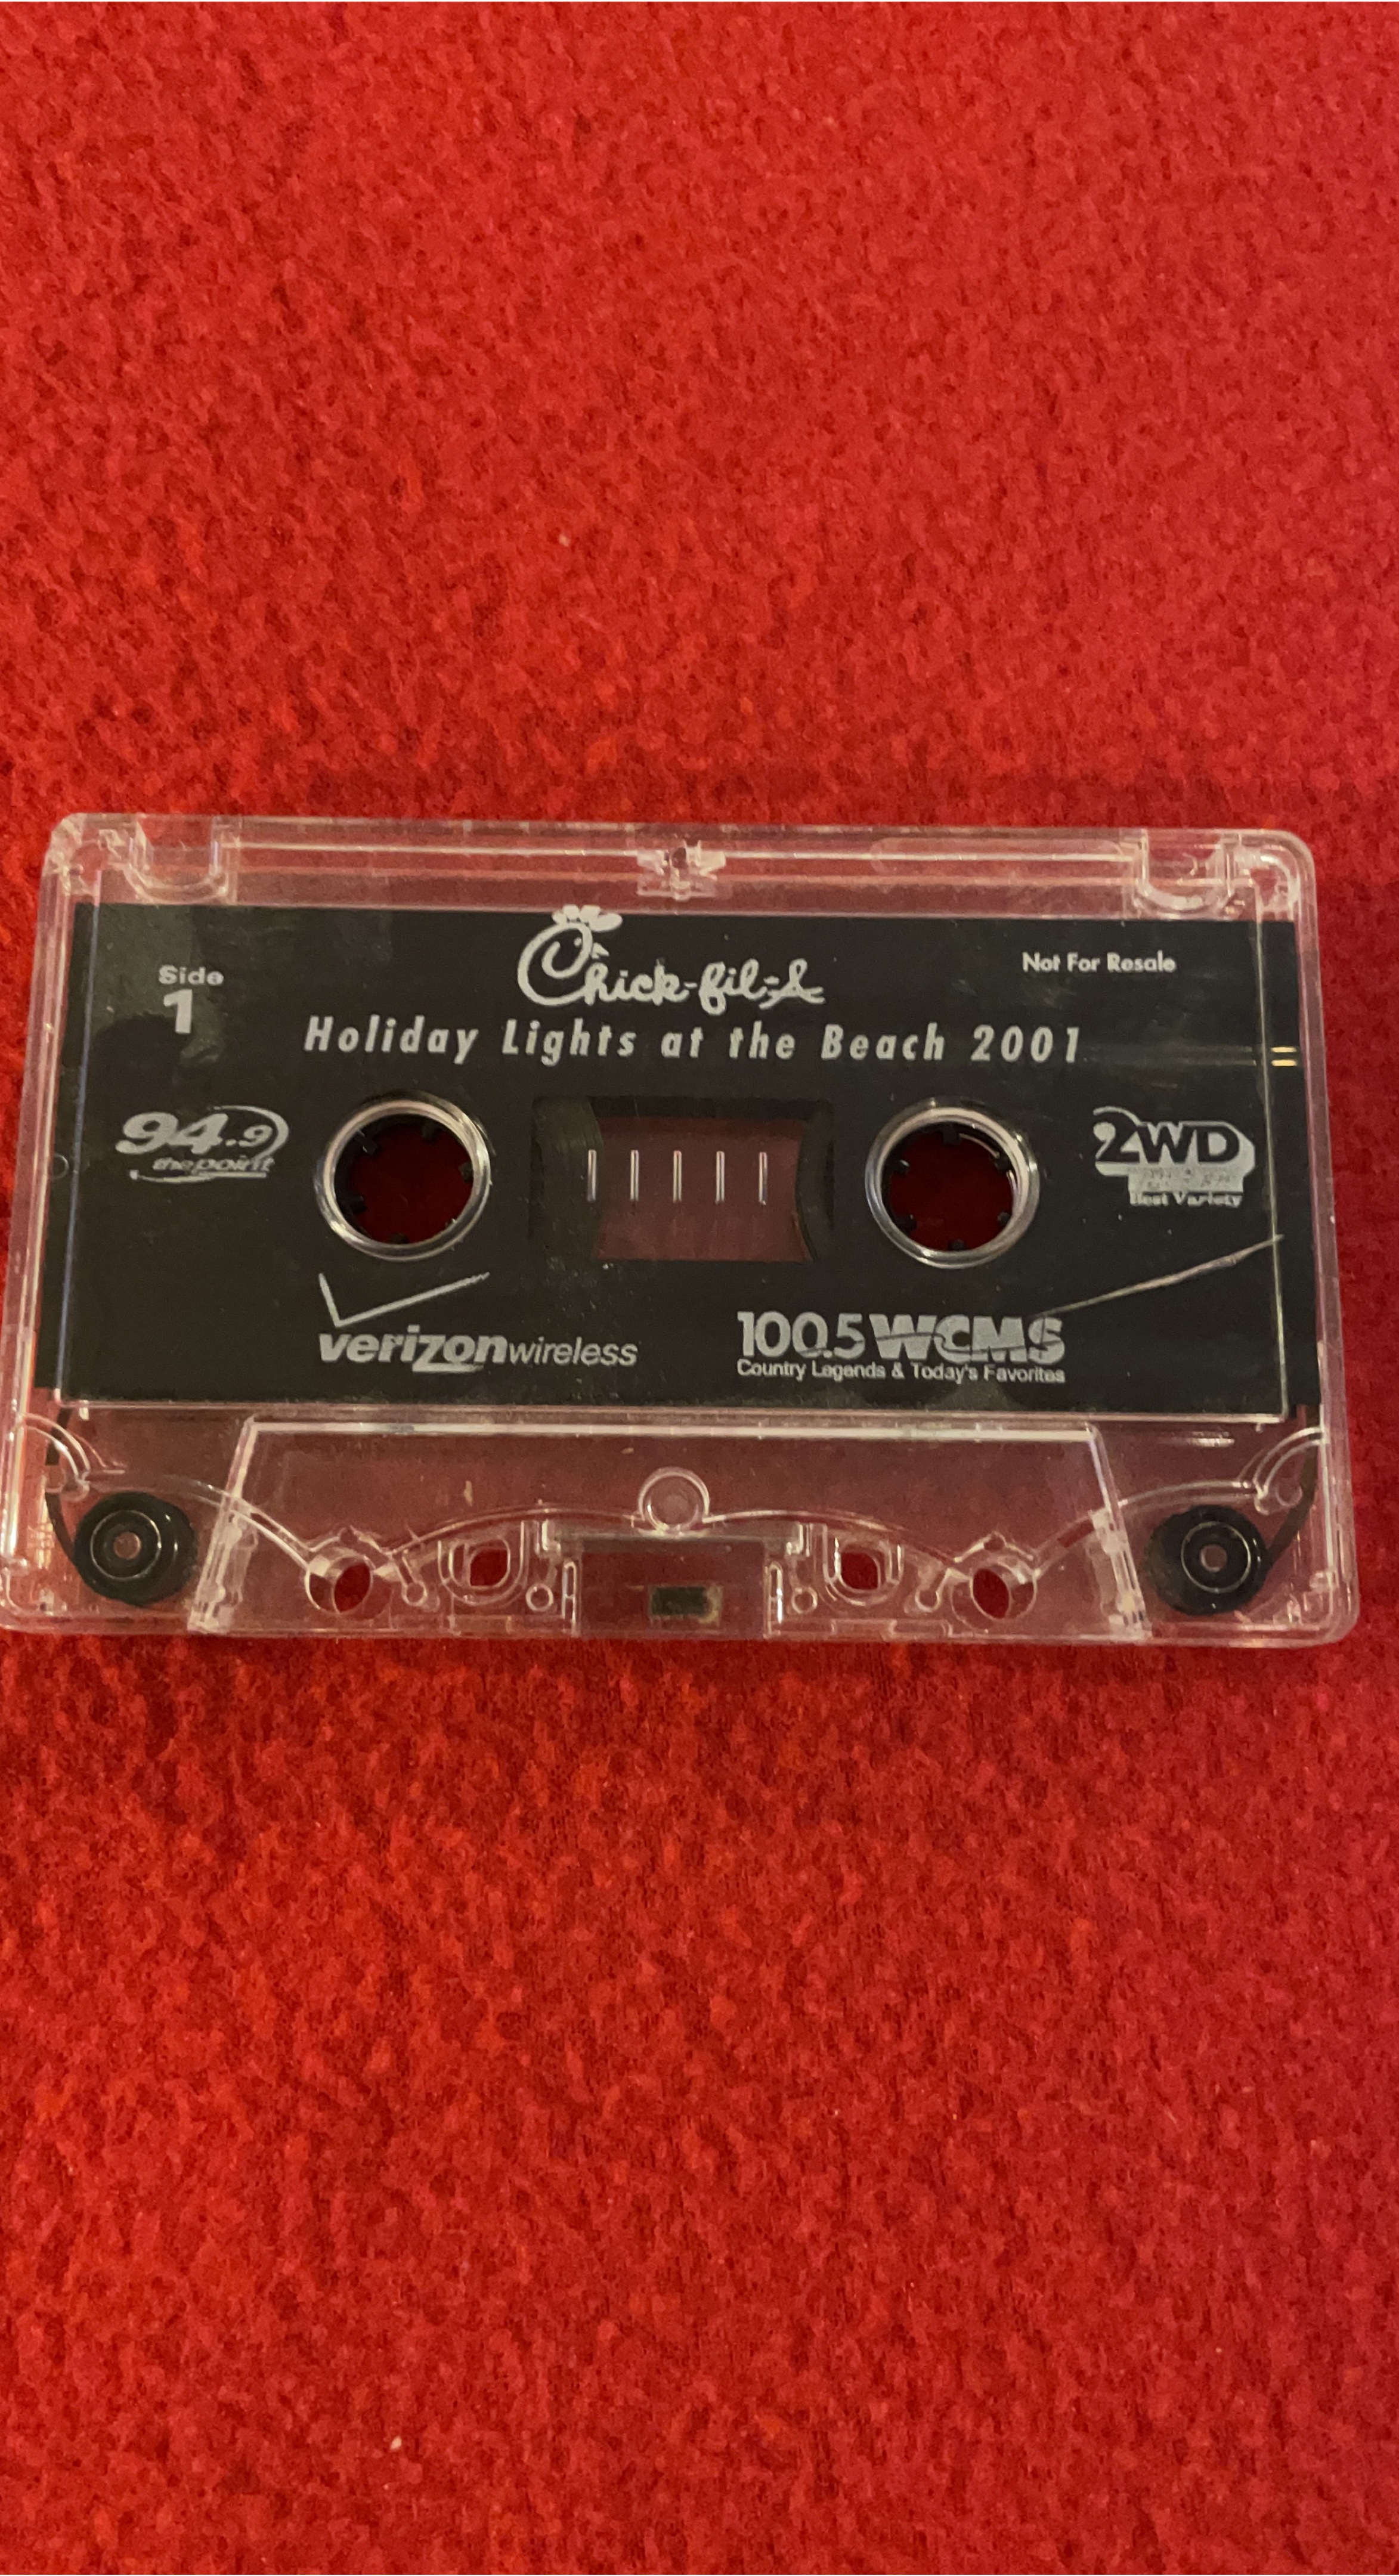 Chick-fil-A
Not For Resale
Side
1
Holiday Lights at the Beach 2001
94.9
the point
2WD
Best Variety
verizonwireless
100.5 WCMS
Country Legends & Today's Favorites